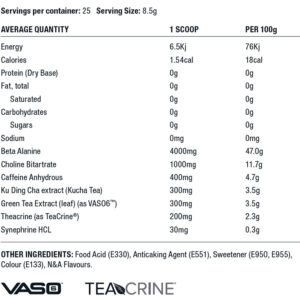 Servings per container: 25 Serving Size: 8.5g
AVERAGE QUANTITY 1 SCOOP PER 100g
Energy 6.5Kj 76Kj
Calories 1.54cal 18cal
Protein (Dry Base) 0g 0g
Fat, total 0g 0g
Saturated 0g 0g
Carbohydrates 0g 0g
Sugars 0g 0g
Sodium 0mg 0mg
Beta Alanine 4000mg 47.0g
Choline Bitartrate 1000mg 11.7g
Caffeine Anhydrous 400mg 4.7g
Ku Ding Cha extract (Kucha Tea) 300mg 3.5g
Green Tea Extract (leaf) (as VASO6™) 300mg 3.5g
Theacrine (as TeaCrine®) 200mg 2.3g
Synephrine HCL 30mg 0.3g
OTHER INGREDIENTS: Food Acid (E330), Anticaking Agent (E551), Sweetener (E950, E955),
Colour (E133), N&A Flavours.
VASO6 TEACRINE™